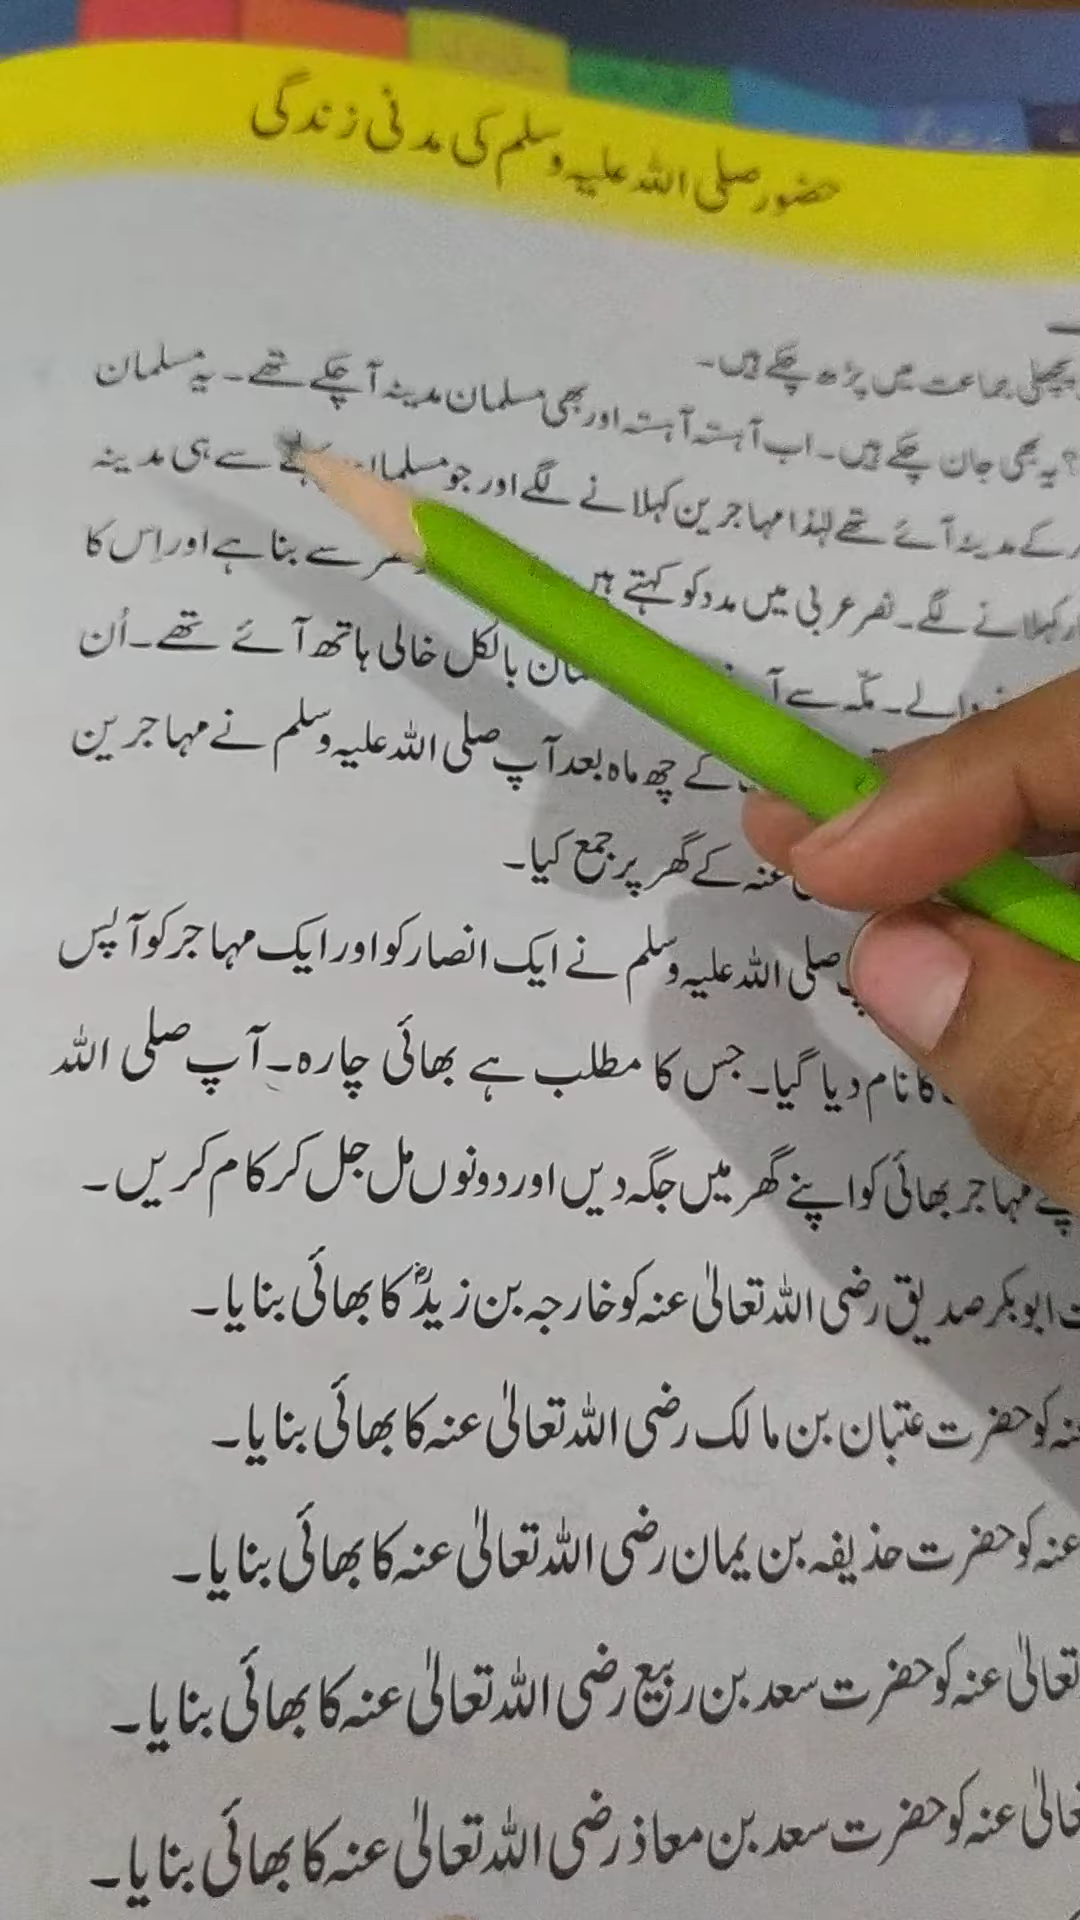 حضور صلی اللہ علیہ وسلم کی مدنی زندگی
پچھلی جماعت میں پڑھ چکے ہیں۔
؟ یہ بھی جان چکے ہیں۔ اب آہستہ آہستہ اور بھی مسلمان مدینہ آ چکے تھے۔ یہ مسلمان
کے مدینہ آئے تھے لہٰذا مہاجرین کہلانے لگے اور جو مسلمان سے ہی مدینہ
کہلانے لگے۔ نصر عربی میں مدد کو کہتے ہیں سے بنا ہے اور اِس کا
والے۔ مکّہ سے بالکل خالی ہاتھ آئے تھے۔ اُن
کے چھ ماہ بعد آپ صلی اللہ علیہ وسلم نے مہاجرین
عنہ کے گھر پر جمع کیا۔
صلی اللہ علیہ وسلم نے ایک انصار کو اور ایک مہاجر کو آپس
کا نام دیا گیا۔ جس کا مطلب ہے بھائی چارہ۔ آپ صلی اللہ
مہاجر بھائی کو اپنے گھر میں جگہ دیں اور دونوں مل جل کر کام کریں۔
ابوبکر صدیق رضی اللہ تعالیٰ عنہ کو خارجہ بن زیدؓ کا بھائی بنایا۔
کو حضرت عتبان بن مالک رضی اللہ تعالیٰ عنہ کا بھائی بنایا۔
عنہ کو حضرت حذیفہ بن یمان رضی اللہ تعالیٰ عنہ کا بھائی بنایا۔
تعالیٰ عنہ کو حضرت سعد بن ربیع رضی اللہ تعالیٰ عنہ کا بھائی بنایا۔
عنہ کو حضرت سعد بن معاذ رضی اللہ تعالیٰ عنہ کا بھائی بنایا۔